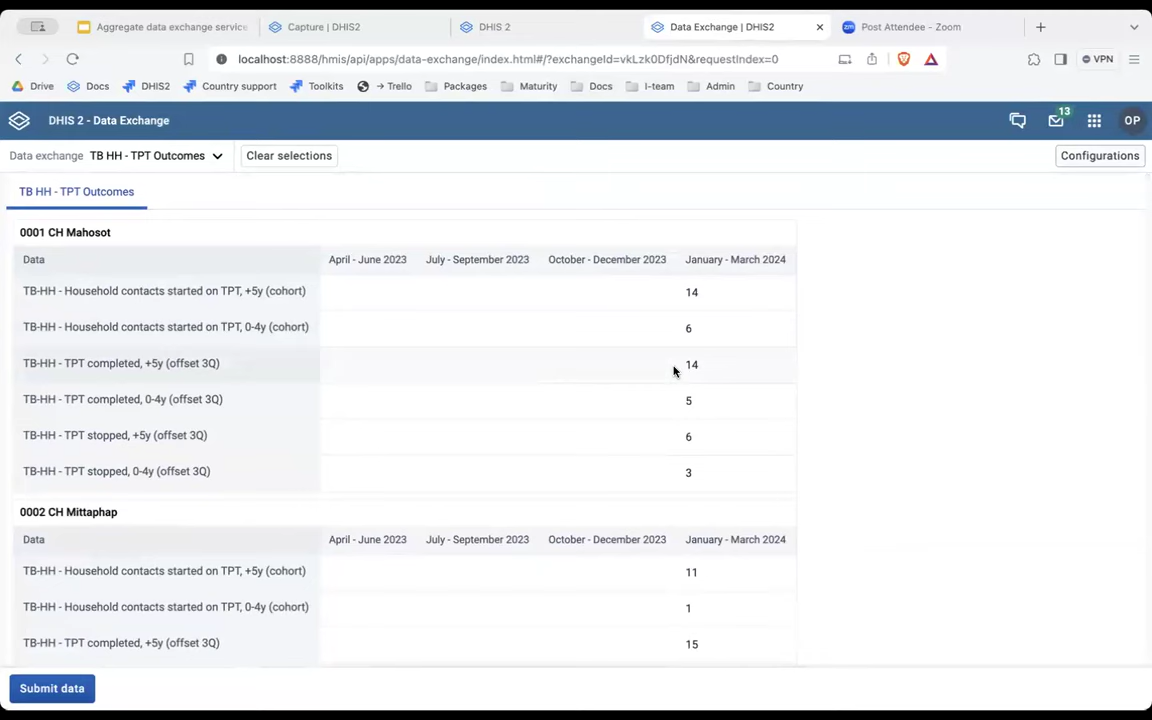 Aggregate data exchange service
Capture | DHIS2
DHIS 2
Data Exchange | DHIS2
zm
Post Attendee - Zoom
localhost:8888/hmis/api/apps/data-exchange/index.html#/?exchangeId=vkLzk0DfjdN&requestIndex=0
VPN
Drive
Docs
DHIS2
Country support
Toolkits
→ Trello
Packages
Maturity
Docs
I-team
Admin
Country
DHIS 2 - Data Exchange
13
OP
Data exchange TB HH - TPT Outcomes
Clear selections
Configurations
TB HH - TPT Outcomes
0001 CH Mahosot
Data April - June 2023 July - September 2023 October - December 2023 January - March 2024
TB-HH - Household contacts started on TPT, +5y (cohort) 14
TB-HH - Household contacts started on TPT, 0-4y (cohort) 6
TB-HH - TPT completed, +5y (offset 3Q) 14
TB-HH - TPT completed, 0-4y (offset 3Q) 5
TB-HH - TPT stopped, +5y (offset 3Q) 6
TB-HH - TPT stopped, 0-4y (offset 3Q) 3
0002 CH Mittaphap
Data April - June 2023 July - September 2023 October - December 2023 January - March 2024
TB-HH - Household contacts started on TPT, +5y (cohort) 11
TB-HH - Household contacts started on TPT, 0-4y (cohort) 1
TB-HH - TPT completed, +5y (offset 3Q) 15
Submit data